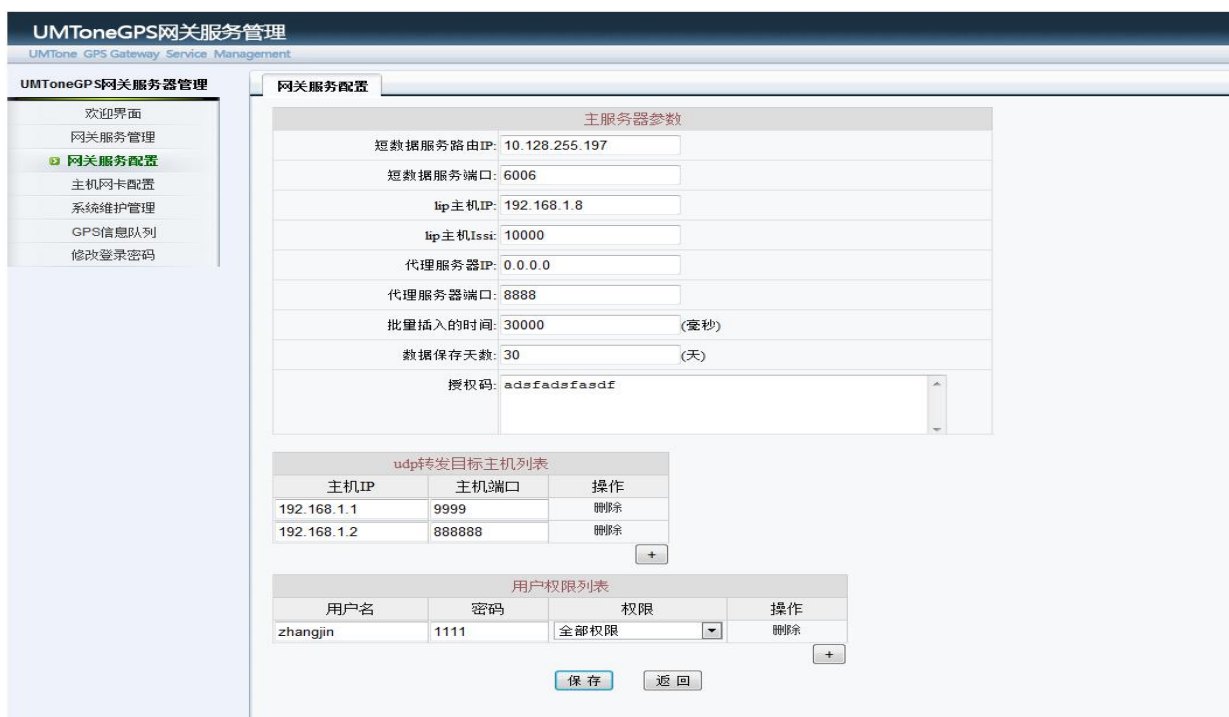 UMToneGPS网关服务管理
UMTone GPS Gateway Service Management
UMToneGPS网关服务器管理
欢迎界面
网关服务管理
网关服务配置
主机网卡配置
系统维护管理
GPS信息队列
修改登录密码
网关服务配置
主服务器参数
短数据服务路由IP: 10.128.255.197
短数据服务端口: 6006
lip主机IP: 192.168.1.8
lip主机Issi: 10000
代理服务器IP: 0.0.0.0
代理服务器端口: 8888
批量插入的时间: 30000 (毫秒)
数据保存天数: 30 (天)
授权码: adsfadsfasdf
udp转发目标主机列表
主机IP 主机端口 操作
192.168.1.1 9999 删除
192.168.1.2 888888 删除
+
用户权限列表
用户名 密码 权限 操作
zhangjin 1111 全部权限 删除
+
保 存 返 回